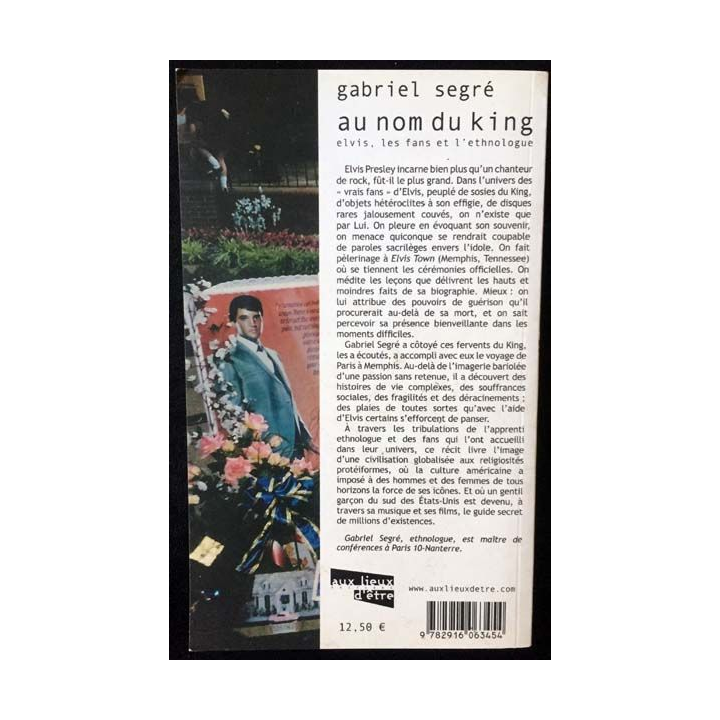 gabriel segré
au nom du king
elvis, les fans et l'ethnologue
Elvis Presley incarne bien plus qu'un chanteur
de rock, fût-il le plus grand. Dans l'univers des
« vrais fans » d'Elvis, peuplé de sosies du King,
d'objets hétéroclites à son effigie, de disques
rares jalousement couvés, on n'existe que
par Lui. On pleure en évoquant son souvenir,
on menace quiconque se rendrait coupable
de paroles sacrilèges envers l'idole. On fait
pèlerinage à Elvis Town (Memphis, Tennessee)
où se tiennent les cérémonies officielles. On
médite les leçons que délivrent les hauts et
moindres faits de sa biographie. Mieux : on
lui attribue des pouvoirs de guérison qu'il
procurerait au-delà de sa mort, et on sait
percevoir sa présence bienveillante dans les
moments difficiles.
Gabriel Segré a côtoyé ces fervents du King,
les a écoutés, a accompli avec eux le voyage de
Paris à Memphis. Au-delà de l'imagerie bariolée
d'une passion sans retenue, il a découvert des
histoires de vie complexes, des souffrances
sociales, des fragilités et des déracinements ;
des plaies de toutes sortes qu'avec l'aide
d'Elvis certains s'efforcent de panser.
À travers les tribulations de l'apprenti
ethnologue et des fans qui l'ont accueilli
dans leur univers, ce récit livre l'image
d'une civilisation globalisée aux religiosités
protéiformes, où la culture américaine a
imposé à des hommes et des femmes de tous
horizons la force de ses icônes. Et où un gentil
garçon du sud des États-Unis est devenu, à
travers sa musique et ses films, le guide secret
de millions d'existences.
Gabriel Segré, ethnologue, est maître de
conférences à Paris 10-Nanterre.
aux lieux
d'être
www.auxlieuxdetre.com
12,50 €
9 782916 063454